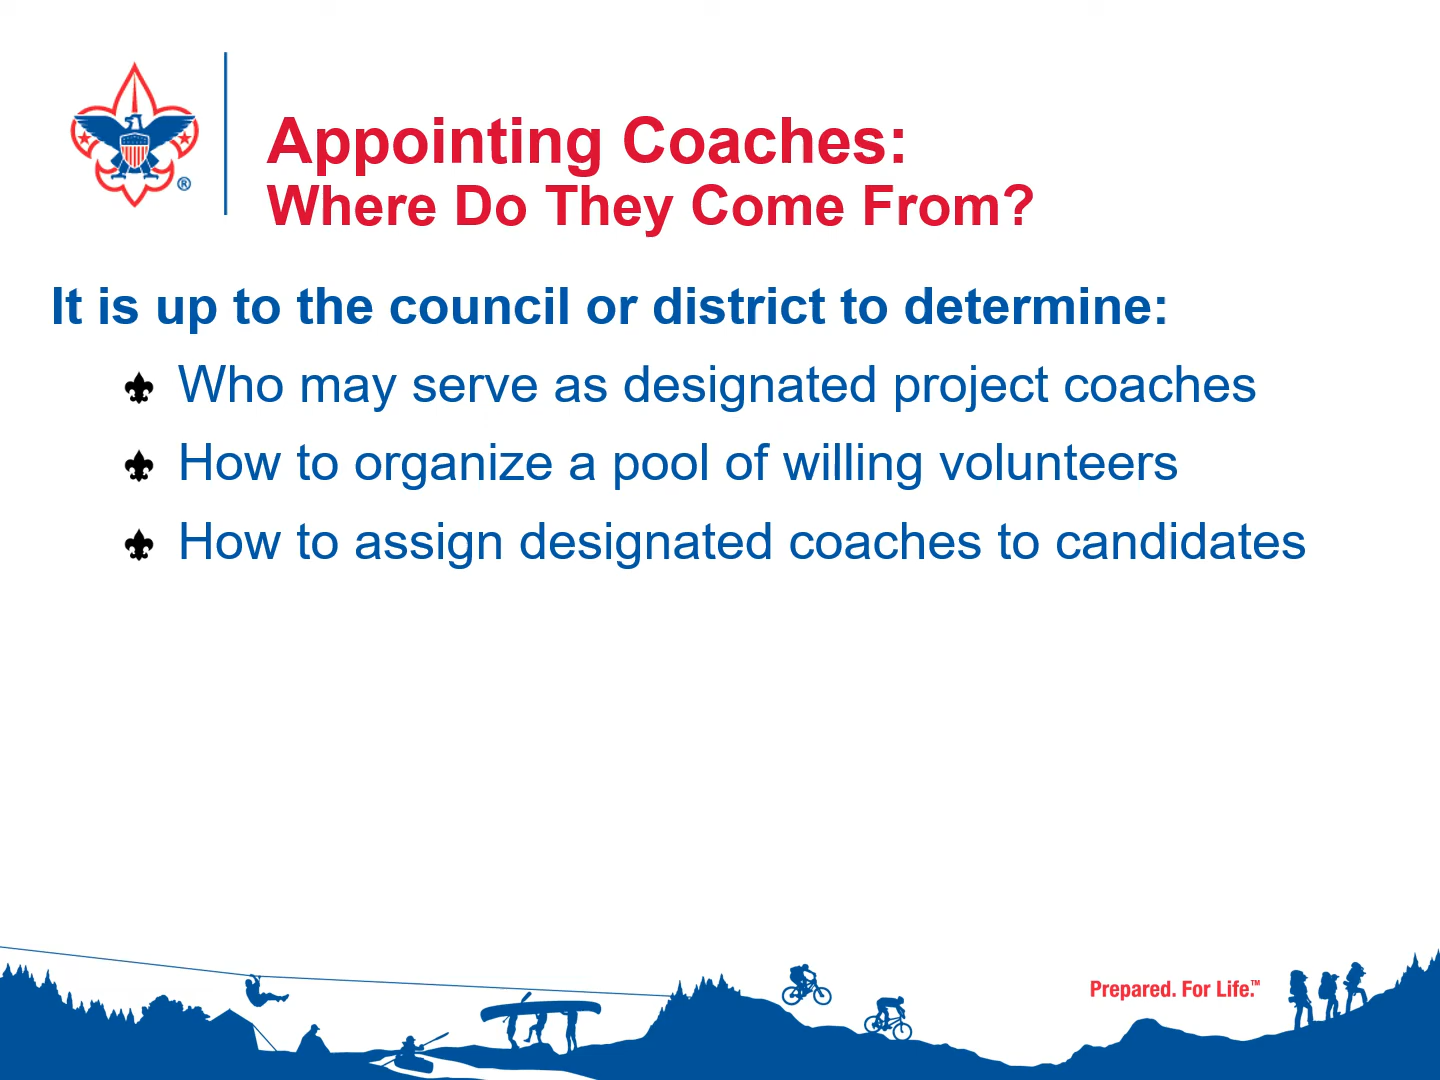 ®
Appointing Coaches:
Where Do They Come From?
It is up to the council or district to determine:
Who may serve as designated project coaches
How to organize a pool of willing volunteers
How to assign designated coaches to candidates
Prepared. For Life.™